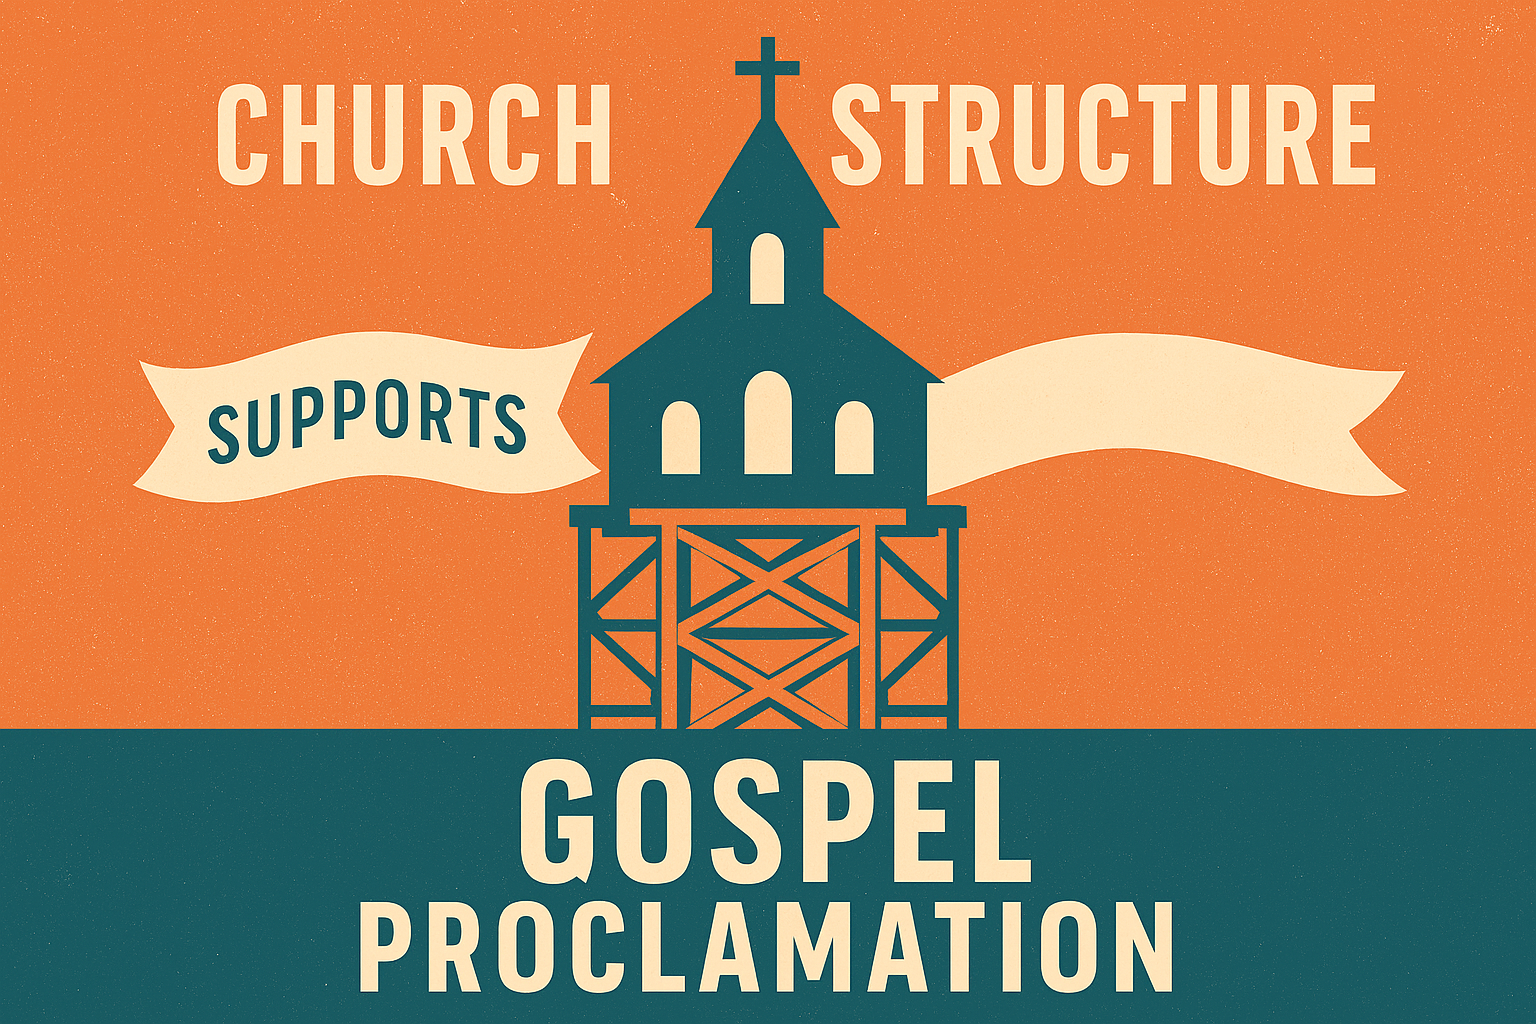 CHURCH STRUCTURE
SUPPORTS
GOSPEL
PROCLAMATION